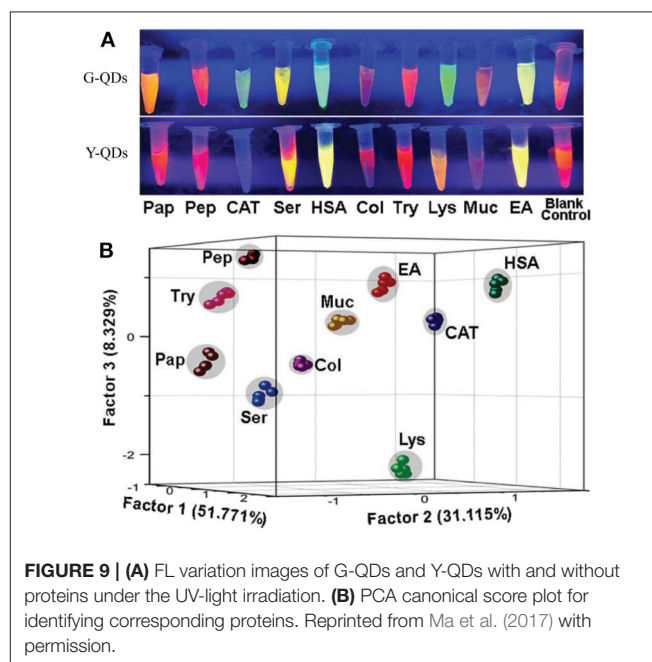 A
G-QDs
Y-QDs
Pap Pep CAT Ser HSA Col Try Lys Muc EA Blank Control
B
Pep
EA
HSA
Try
Muc
CAT
Pap
Col
Ser
Lys
Factor 3 (8.329%)
1
0
-2
-1
0
1
2
Factor 1 (51.771%)
-1
0
1
Factor 2 (31.115%)
FIGURE 9 | (A) FL variation images of G-QDs and Y-QDs with and without
proteins under the UV-light irradiation. (B) PCA canonical score plot for
identifying corresponding proteins. Reprinted from Ma et al. (2017) with
permission.